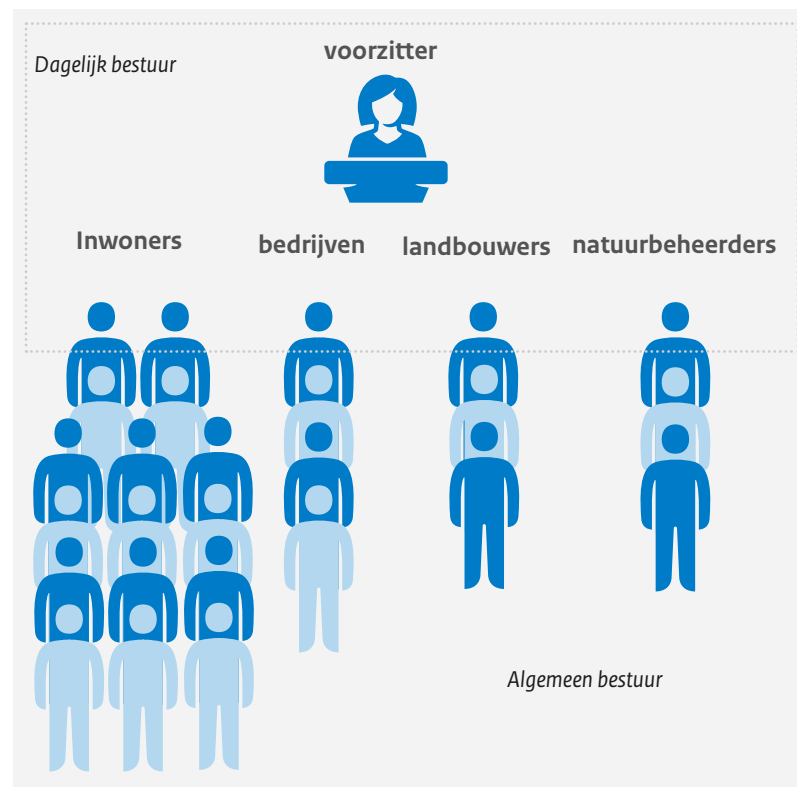 voorzitter
Dagelijk bestuur
Inwoners
bedrijven
landbouwers
natuurbeheerders
Algemeen bestuur